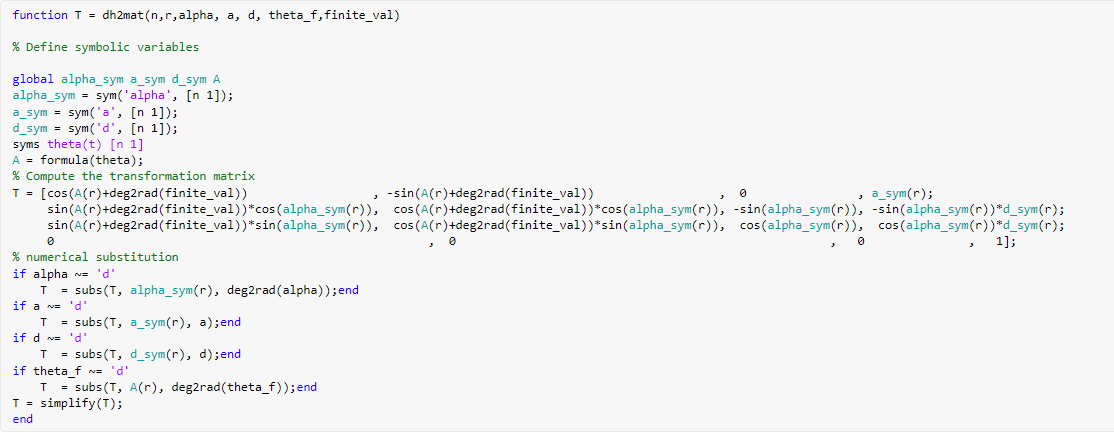 function T = dh2mat(n,r,alpha, a, d, theta_f,finite_val)
% Define symbolic variables
global alpha_sym a_sym d_sym A
alpha_sym = sym('alpha', [n 1]);
a_sym = sym('a', [n 1]);
d_sym = sym('d', [n 1]);
syms theta(t) [n 1]
A = formula(theta);
% Compute the transformation matrix
T = [cos(A(r)+deg2rad(finite_val))                   , -sin(A(r)+deg2rad(finite_val))                   ,  0                , a_sym(r);
     sin(A(r)+deg2rad(finite_val))*cos(alpha_sym(r)),  cos(A(r)+deg2rad(finite_val))*cos(alpha_sym(r)), -sin(alpha_sym(r)), -sin(alpha_sym(r))*d_sym(r);
     sin(A(r)+deg2rad(finite_val))*sin(alpha_sym(r)),  cos(A(r)+deg2rad(finite_val))*sin(alpha_sym(r)),  cos(alpha_sym(r)),  cos(alpha_sym(r))*d_sym(r);
     0                                                         ,  0                                                         ,   0               ,   1];
% numerical substitution
if alpha ~= 'd'
    T  = subs(T, alpha_sym(r), deg2rad(alpha));end
if a ~= 'd'
    T  = subs(T, a_sym(r), a);end
if d ~= 'd'
    T  = subs(T, d_sym(r), d);end
if theta_f ~= 'd'
    T  = subs(T, A(r), deg2rad(theta_f));end
T = simplify(T);
end